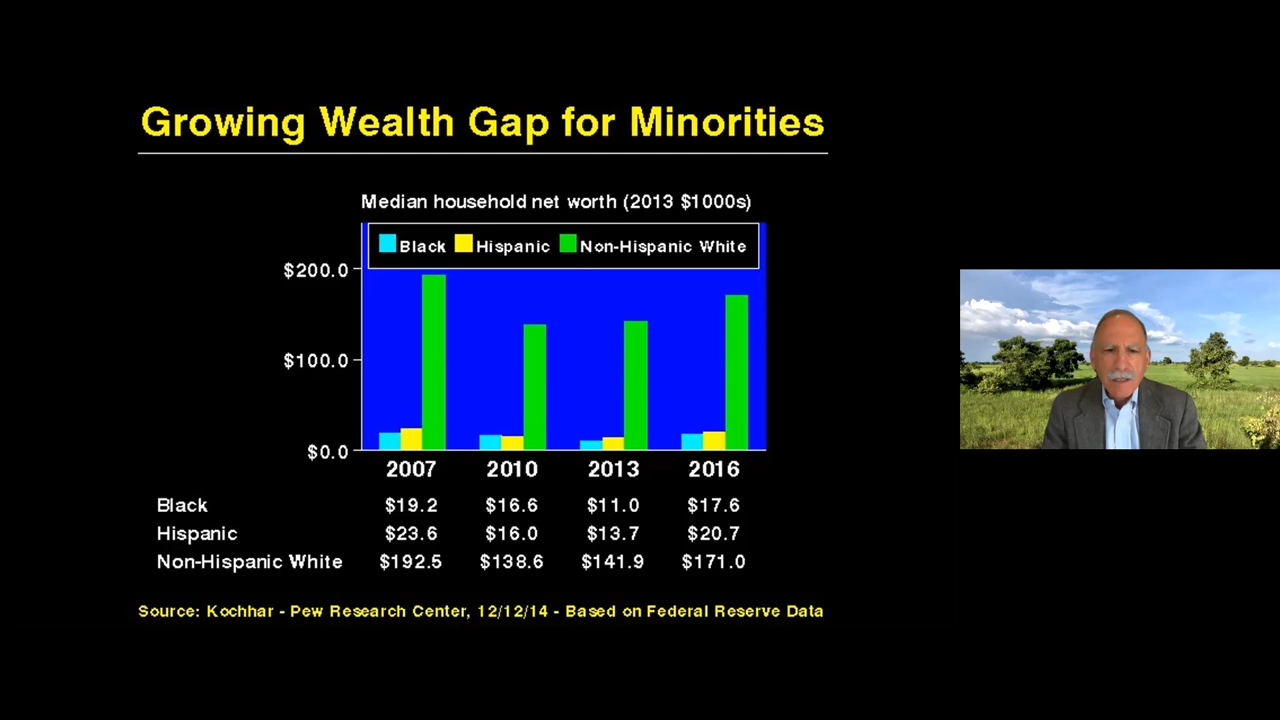 Growing Wealth Gap for Minorities
Median household net worth (2013 $1000s)
Black Hispanic Non-Hispanic White
$200.0
$100.0
$0.0
2007 2010 2013 2016
Black $19.2 $16.6 $11.0 $17.6
Hispanic $23.6 $16.0 $13.7 $20.7
Non-Hispanic White $192.5 $138.6 $141.9 $171.0
Source: Kochhar - Pew Research Center, 12/12/14 - Based on Federal Reserve Data